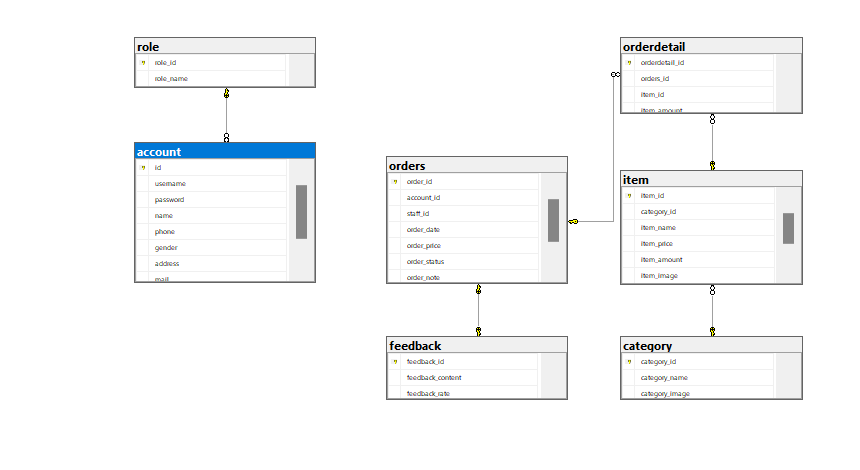 role
role_id
role_name
account
id
username
password
name
phone
gender
address
mail
orders
order_id
account_id
staff_id
order_date
order_price
order_status
order_note
feedback
feedback_id
feedback_content
feedback_rate
orderdetail
orderdetail_id
orders_id
item_id
item_amount
item
item_id
category_id
item_name
item_price
item_amount
item_image
category
category_id
category_name
category_image